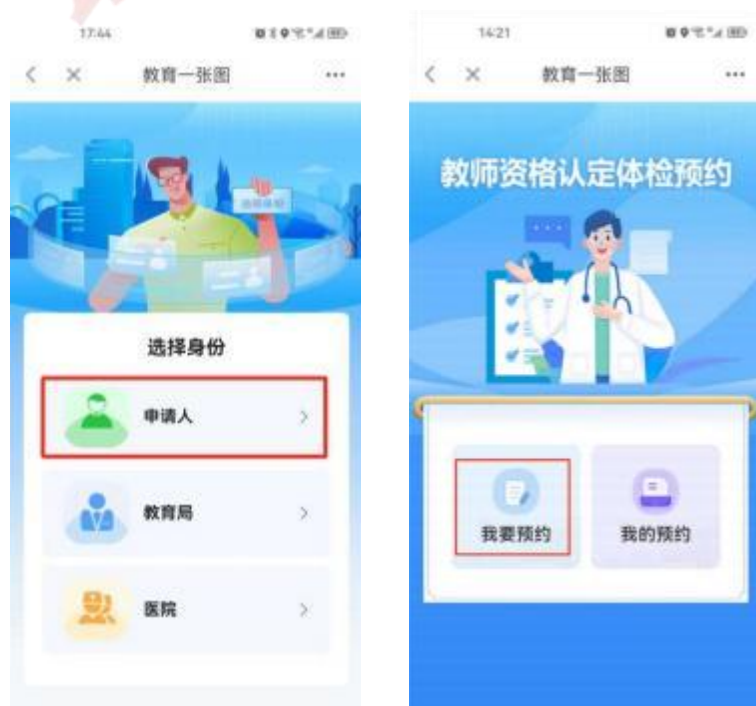 17:44
教育一张图
选择身份
申请人
教育局
医院
14:21
教育一张图
教师资格认定体检预约
我要预约
我的预约